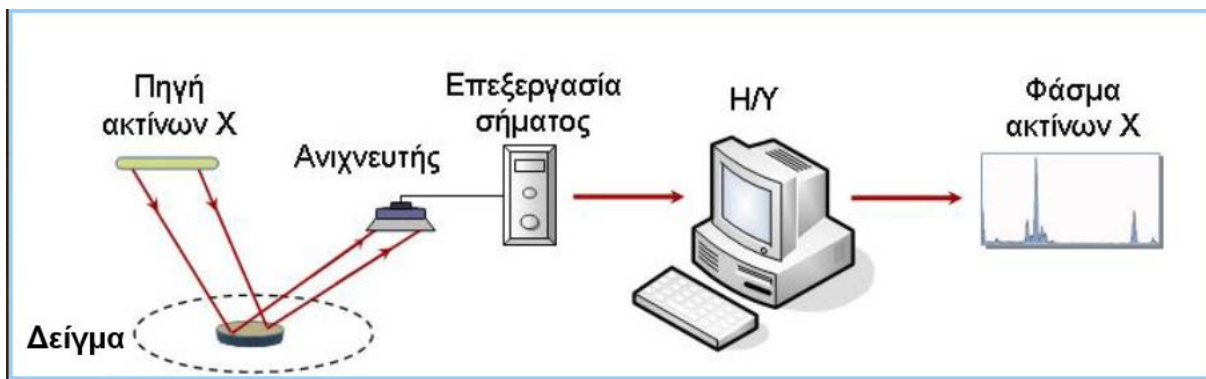 Πηγή
ακτίνων Χ
Ανιχνευτής
Επεξεργασία
σήματος
Η/Υ
Φάσμα
ακτίνων Χ
Δείγμα